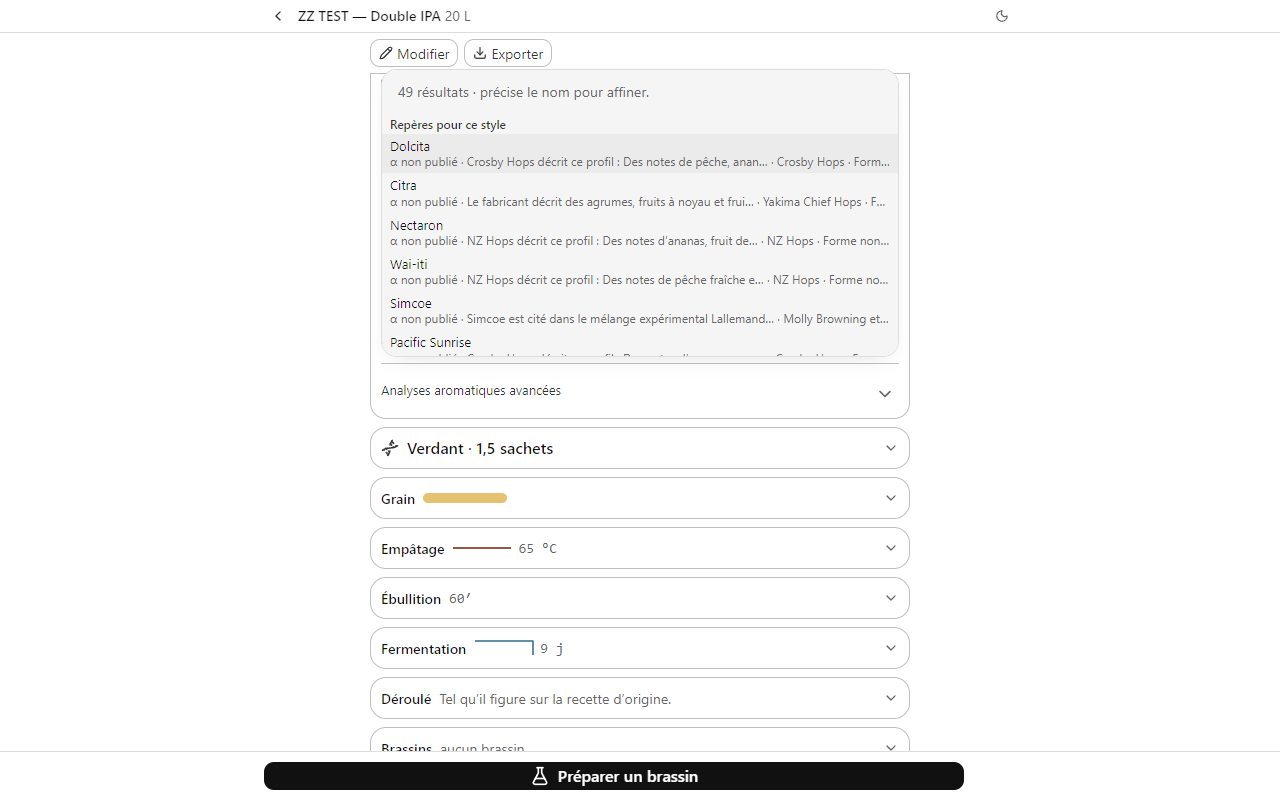 ZZ TEST — Double IPA 20 L
Modifier
Exporter
49 résultats · précise le nom pour affiner.
Repères pour ce style
Dolcita
α non publié · Crosby Hops décrit ce profil : Des notes de pêche, anan... · Crosby Hops · Form...
Citra
α non publié · Le fabricant décrit des agrumes, fruits à noyau et frui... · Yakima Chief Hops · F...
Nectaron
α non publié · NZ Hops décrit ce profil : Des notes d'ananas, fruit de... · NZ Hops · Forme non...
Wai-iti
α non publié · NZ Hops décrit ce profil : Des notes de pêche fraîche e... · NZ Hops · Forme no...
Simcoe
α non publié · Simcoe est cité dans le mélange expérimental Lallemand... · Molly Browning et...
Pacific Sunrise
Analyses aromatiques avancées
Verdant · 1,5 sachets
Grain
Empâtage 65 °C
Ébullition 60′
Fermentation 9 j
Déroulé Tel qu’il figure sur la recette d’origine.
Brassins aucun brassin
Préparer un brassin